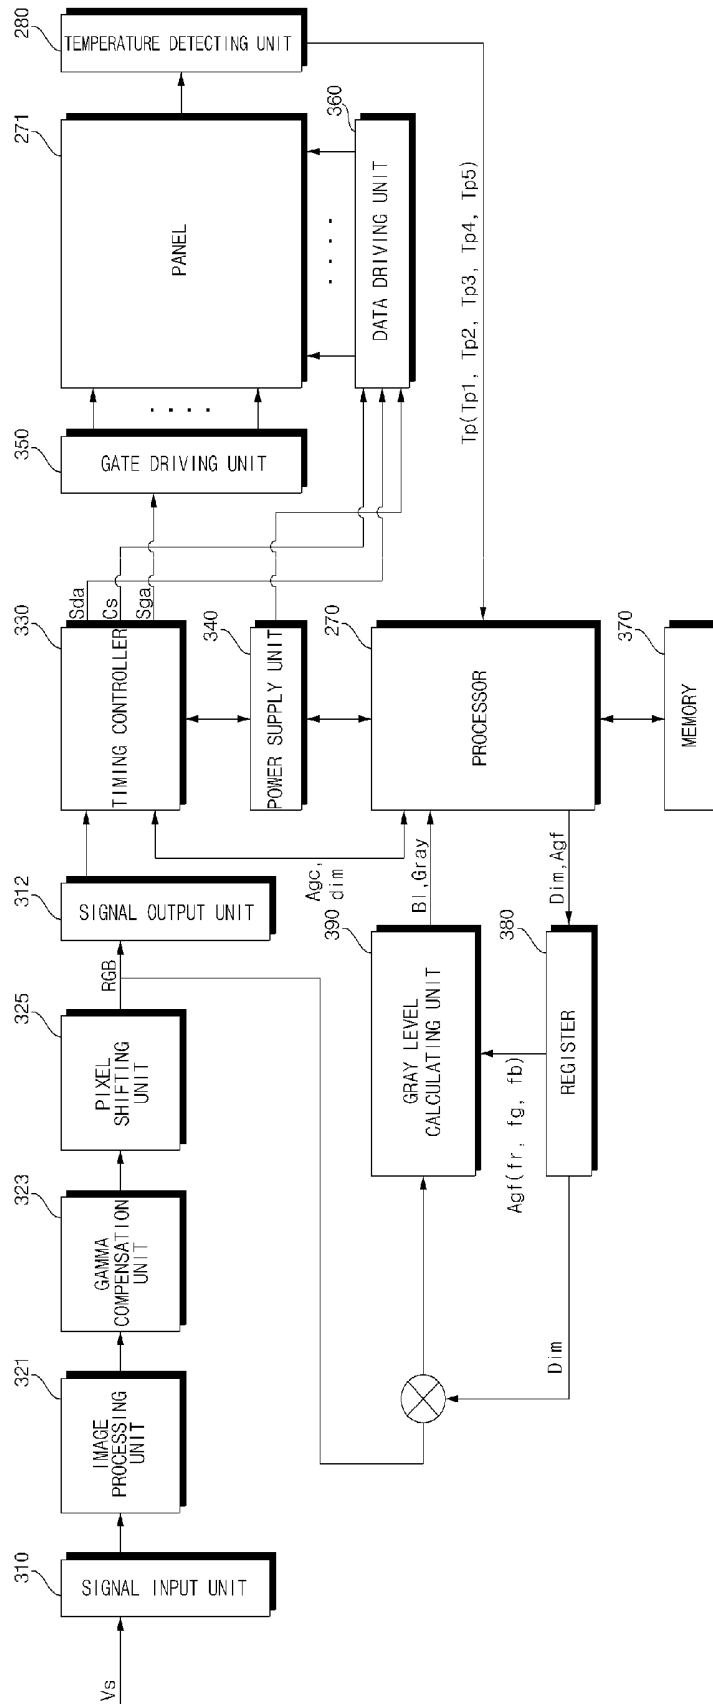 Vs
310
SIGNAL INPUT UNIT
321
IMAGE
PROCESSING
UNIT
323
GAMMA
COMPENSATION
UNIT
325
PIXEL
SHIFTING
UNIT
RGB
312
SIGNAL OUTPUT UNIT
330
TIMING CONTROLLER
Sda
Cs
Sga
350
GATE DRIVING UNIT
....
271
PANEL
280
TEMPERATURE DETECTING UNIT
.....
360
DATA DRIVING UNIT
340
POWER SUPPLY UNIT
Agc,
dim
270
PROCESSOR
Tp(Tp1, Tp2, Tp3, Tp4, Tp5)
390
GRAY LEVEL
CALCULATING UNIT
Bl,Gray
Agf(fr, fg, fb)
Dim
380
REGISTER
Dim,Agf
370
MEMORY